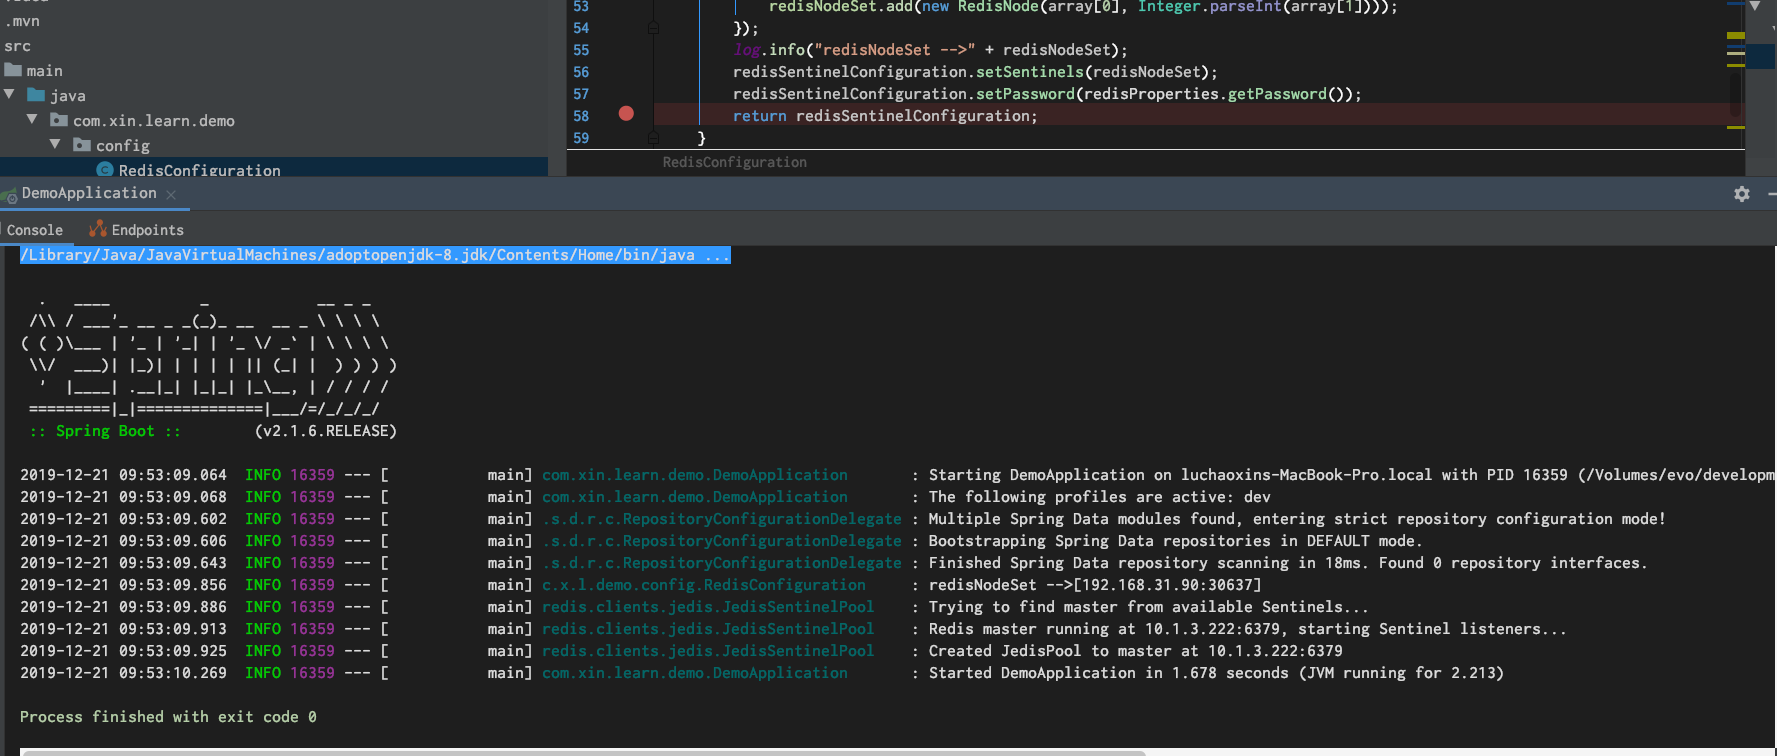 .mvn
src
main
java
com.xin.learn.demo
config
RedisConfiguration
53 redisNodeSet.add(new RedisNode(array[0], Integer.parseInt(array[1])));
54 });
55 log.info("redisNodeSet -->" + redisNodeSet);
56 redisSentinelConfiguration.setSentinels(redisNodeSet);
57 redisSentinelConfiguration.setPassword(redisProperties.getPassword());
58 return redisSentinelConfiguration;
59 }
RedisConfiguration
DemoApplication
Console Endpoints
/Library/Java/JavaVirtualMachines/adoptopenjdk-8.jdk/Contents/Home/bin/java ...
  .   ____          _            __ _ _
 /\\ / ___'_ __ _ _(_)_ __  __ _ \ \ \ \
( ( )\___ | '_ | '_| | '_ \/ _` | \ \ \ \
 \\/  ___)| |_)| | | | | || (_| |  ) ) ) )
  '  |____| .__|_| |_|_| |_\__, | / / / /
 =========|_|==============|___/=/_/_/_/
 :: Spring Boot ::        (v2.1.6.RELEASE)
2019-12-21 09:53:09.064  INFO 16359 --- [           main] com.xin.learn.demo.DemoApplication       : Starting DemoApplication on luchaoxins-MacBook-Pro.local with PID 16359 (/Volumes/evo/developm
2019-12-21 09:53:09.068  INFO 16359 --- [           main] com.xin.learn.demo.DemoApplication       : The following profiles are active: dev
2019-12-21 09:53:09.602  INFO 16359 --- [           main] .s.d.r.c.RepositoryConfigurationDelegate : Multiple Spring Data modules found, entering strict repository configuration mode!
2019-12-21 09:53:09.606  INFO 16359 --- [           main] .s.d.r.c.RepositoryConfigurationDelegate : Bootstrapping Spring Data repositories in DEFAULT mode.
2019-12-21 09:53:09.643  INFO 16359 --- [           main] .s.d.r.c.RepositoryConfigurationDelegate : Finished Spring Data repository scanning in 18ms. Found 0 repository interfaces.
2019-12-21 09:53:09.856  INFO 16359 --- [           main] c.x.l.demo.config.RedisConfiguration     : redisNodeSet -->[192.168.31.90:30637]
2019-12-21 09:53:09.886  INFO 16359 --- [           main] redis.clients.jedis.JedisSentinelPool    : Trying to find master from available Sentinels...
2019-12-21 09:53:09.913  INFO 16359 --- [           main] redis.clients.jedis.JedisSentinelPool    : Redis master running at 10.1.3.222:6379, starting Sentinel listeners...
2019-12-21 09:53:09.925  INFO 16359 --- [           main] redis.clients.jedis.JedisSentinelPool    : Created JedisPool to master at 10.1.3.222:6379
2019-12-21 09:53:10.269  INFO 16359 --- [           main] com.xin.learn.demo.DemoApplication       : Started DemoApplication in 1.678 seconds (JVM running for 2.213)
Process finished with exit code 0